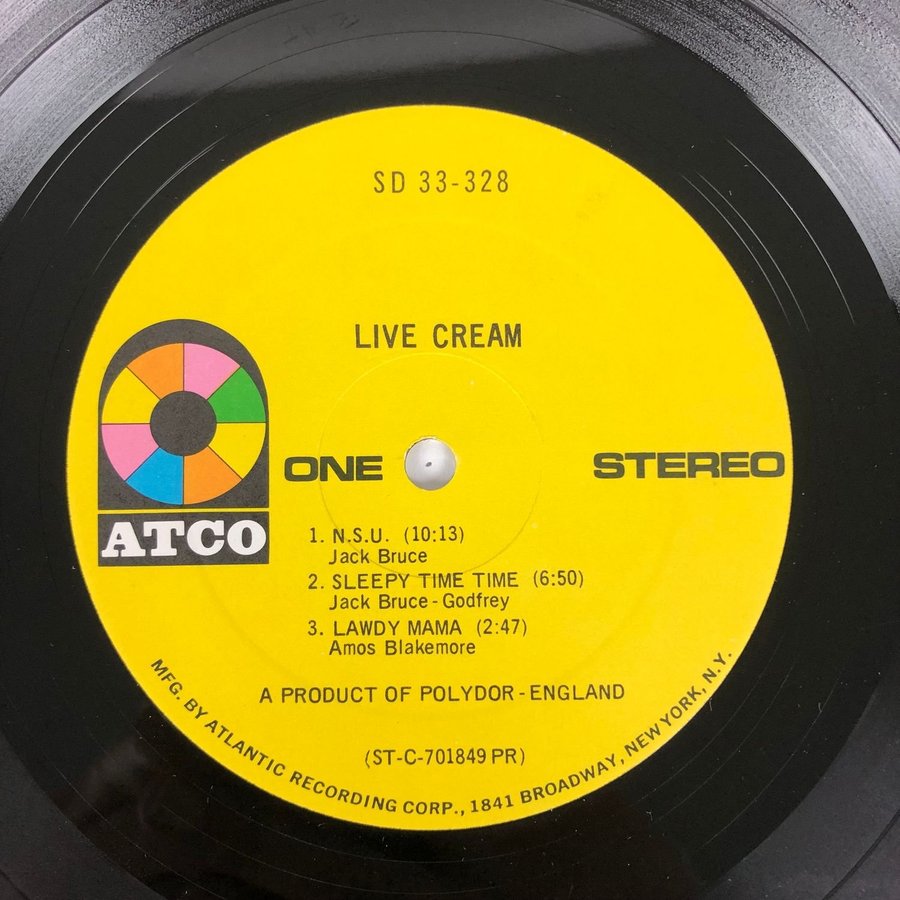 SD 33-328
LIVE CREAM
ATCO
ONE
STEREO
1. N.S.U. (10:13)
Jack Bruce
2. SLEEPY TIME TIME (6:50)
Jack Bruce - Godfrey
3. LAWDY MAMA (2:47)
Amos Blakemore
A PRODUCT OF POLYDOR - ENGLAND
(ST-C-701849 PR)
MFG. BY ATLANTIC RECORDING CORP., 1841 BROADWAY, NEW YORK, N.Y.